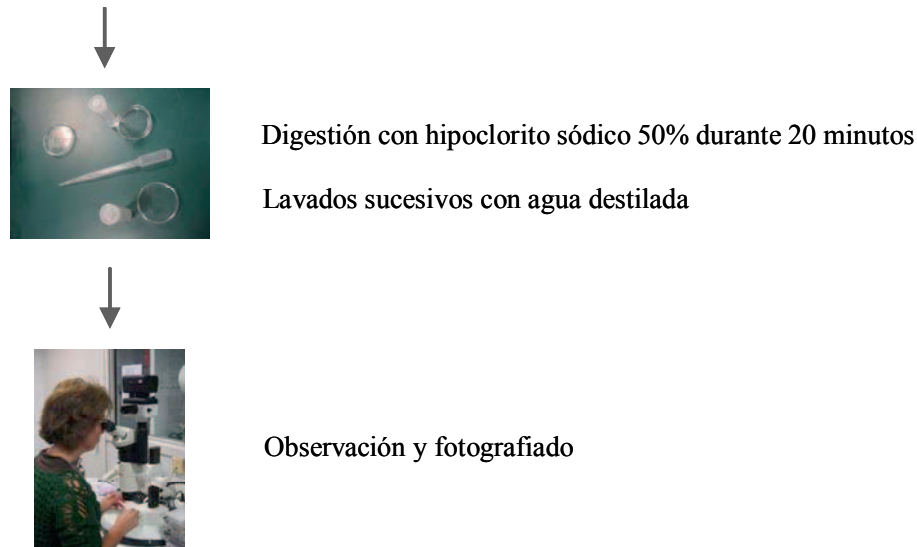 Digestión con hipoclorito sódico 50% durante 20 minutos
Lavados sucesivos con agua destilada
Observación y fotografiado